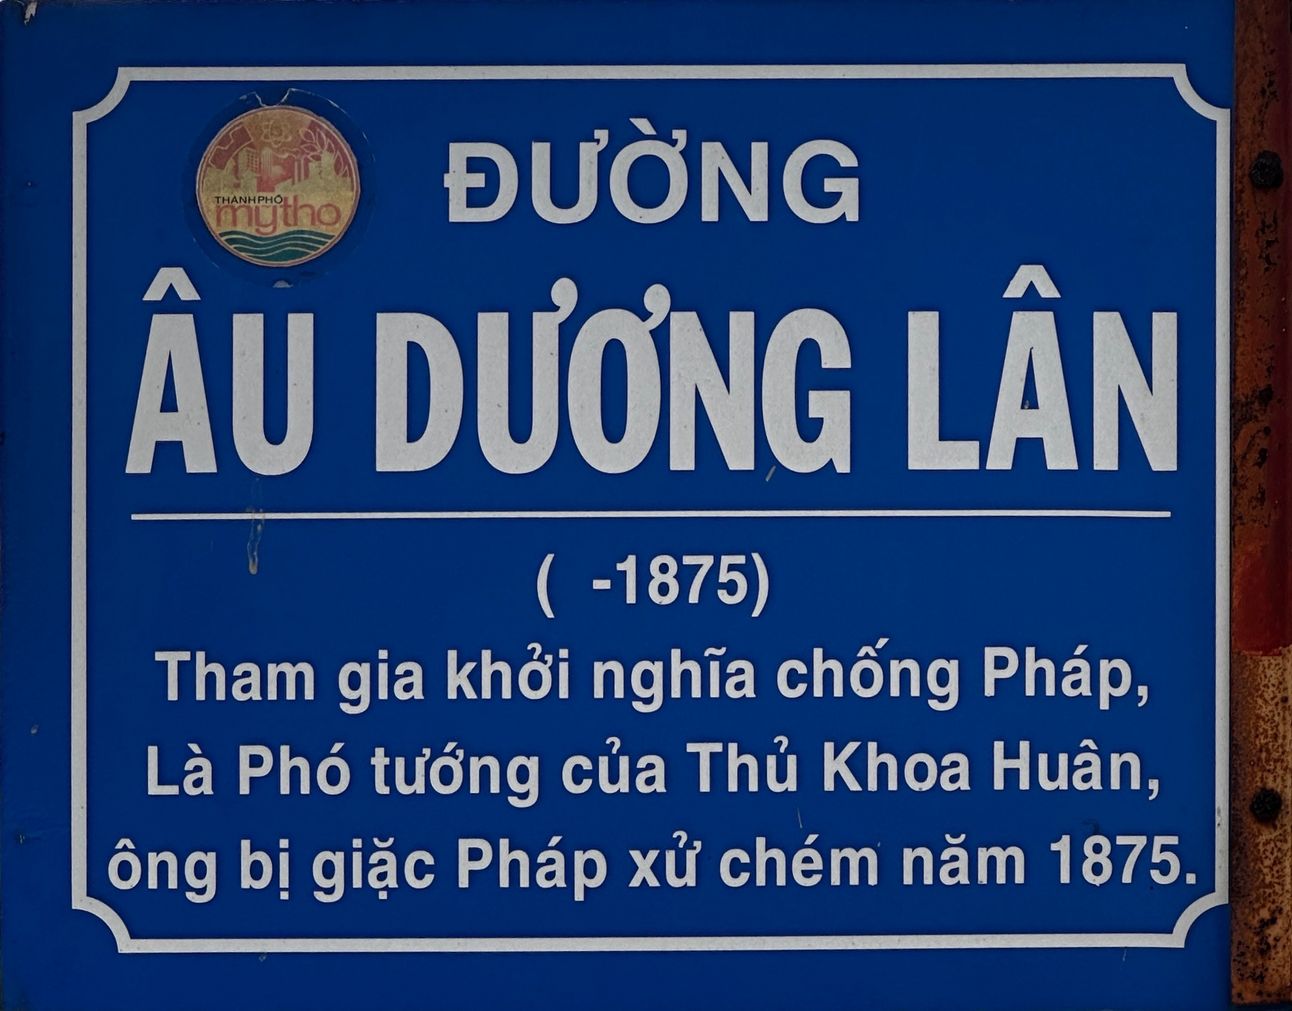 THÀNH PHỐ
mytho
ĐƯỜNG
ÂU DƯƠNG LÂN
( -1875)
Tham gia khởi nghĩa chống Pháp,
Là Phó tướng của Thủ Khoa Huân,
ông bị giặc Pháp xử chém năm 1875.